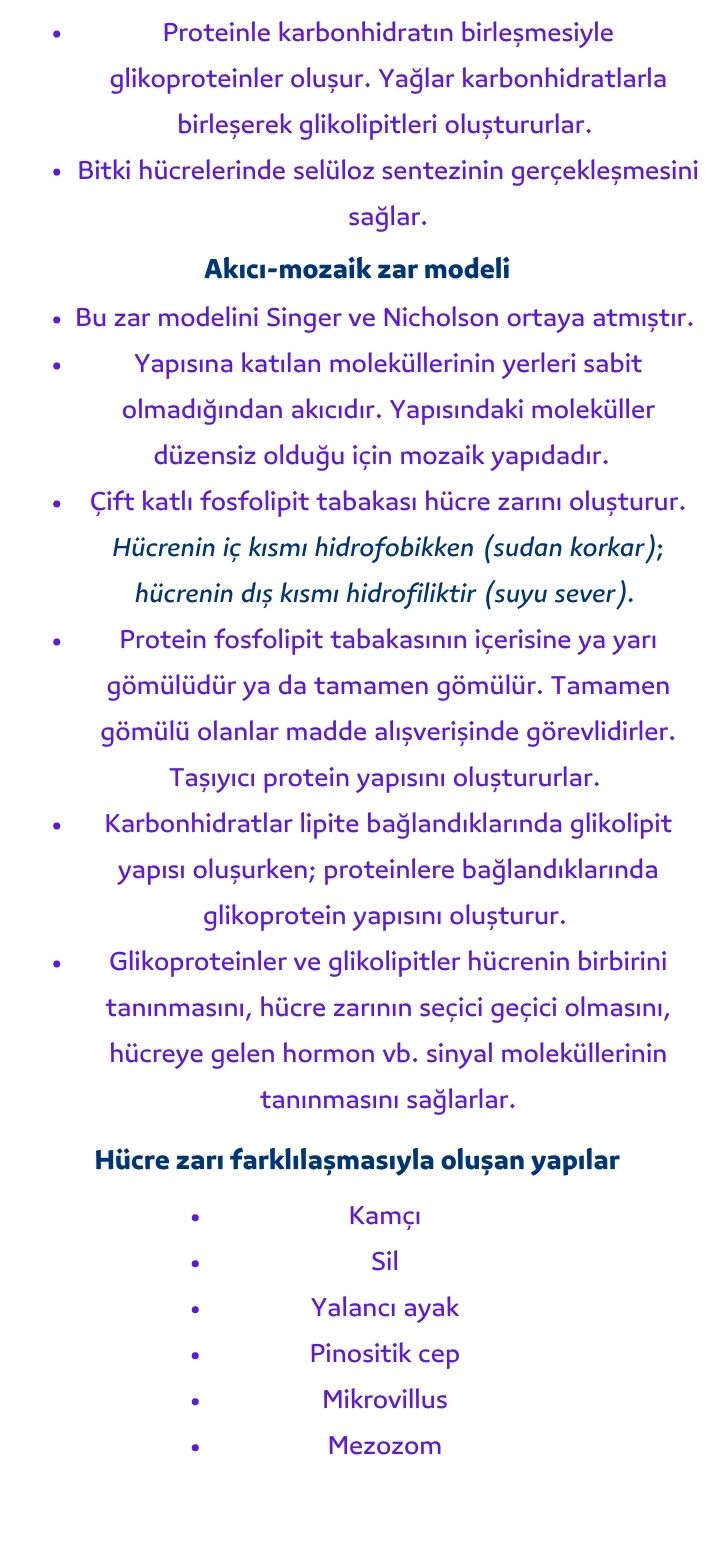 • Proteinle karbonhidratın birleşmesiyle
glikoproteinler oluşur. Yağlar karbonhidratlarla
birleşerek glikolipitleri oluştururlar.
• Bitki hücrelerinde selüloz sentezinin gerçekleşmesini
sağlar.
Akıcı-mozaik zar modeli
• Bu zar modelini Singer ve Nicholson ortaya atmıştır.
• Yapısına katılan moleküllerinin yerleri sabit
olmadığından akıcıdır. Yapısındaki moleküller
düzensiz olduğu için mozaik yapıdadır.
• Çift katlı fosfolipit tabakası hücre zarını oluşturur.
Hücrenin iç kısmı hidrofobikken (sudan korkar);
hücrenin dış kısmı hidrofiliktir (suyu sever).
• Protein fosfolipit tabakasının içerisine ya yarı
gömülüdür ya da tamamen gömülür. Tamamen
gömülü olanlar madde alışverişinde görevlidirler.
Taşıyıcı protein yapısını oluştururlar.
• Karbonhidratlar lipite bağlandıklarında glikolipit
yapısı oluşurken; proteinlere bağlandıklarında
glikoprotein yapısını oluşturur.
• Glikoproteinler ve glikolipitler hücrenin birbirini
tanınmasını, hücre zarının seçici geçici olmasını,
hücreye gelen hormon vb. sinyal moleküllerinin
tanınmasını sağlarlar.
Hücre zarı farklılaşmasıyla oluşan yapılar
• Kamçı
• Sil
• Yalancı ayak
• Pinositik cep
• Mikrovillus
• Mezozom